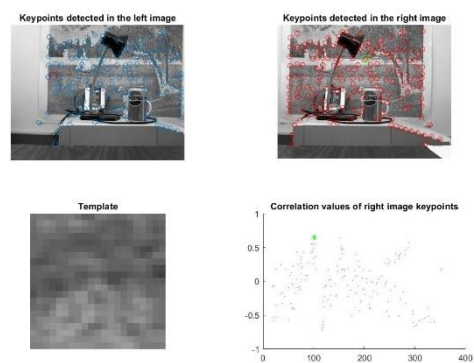 Keypoints detected in the left image
Keypoints detected in the right image
Template
Correlation values of right image keypoints
1
0.5
0
-0.5
-1
0 100 200 300 400